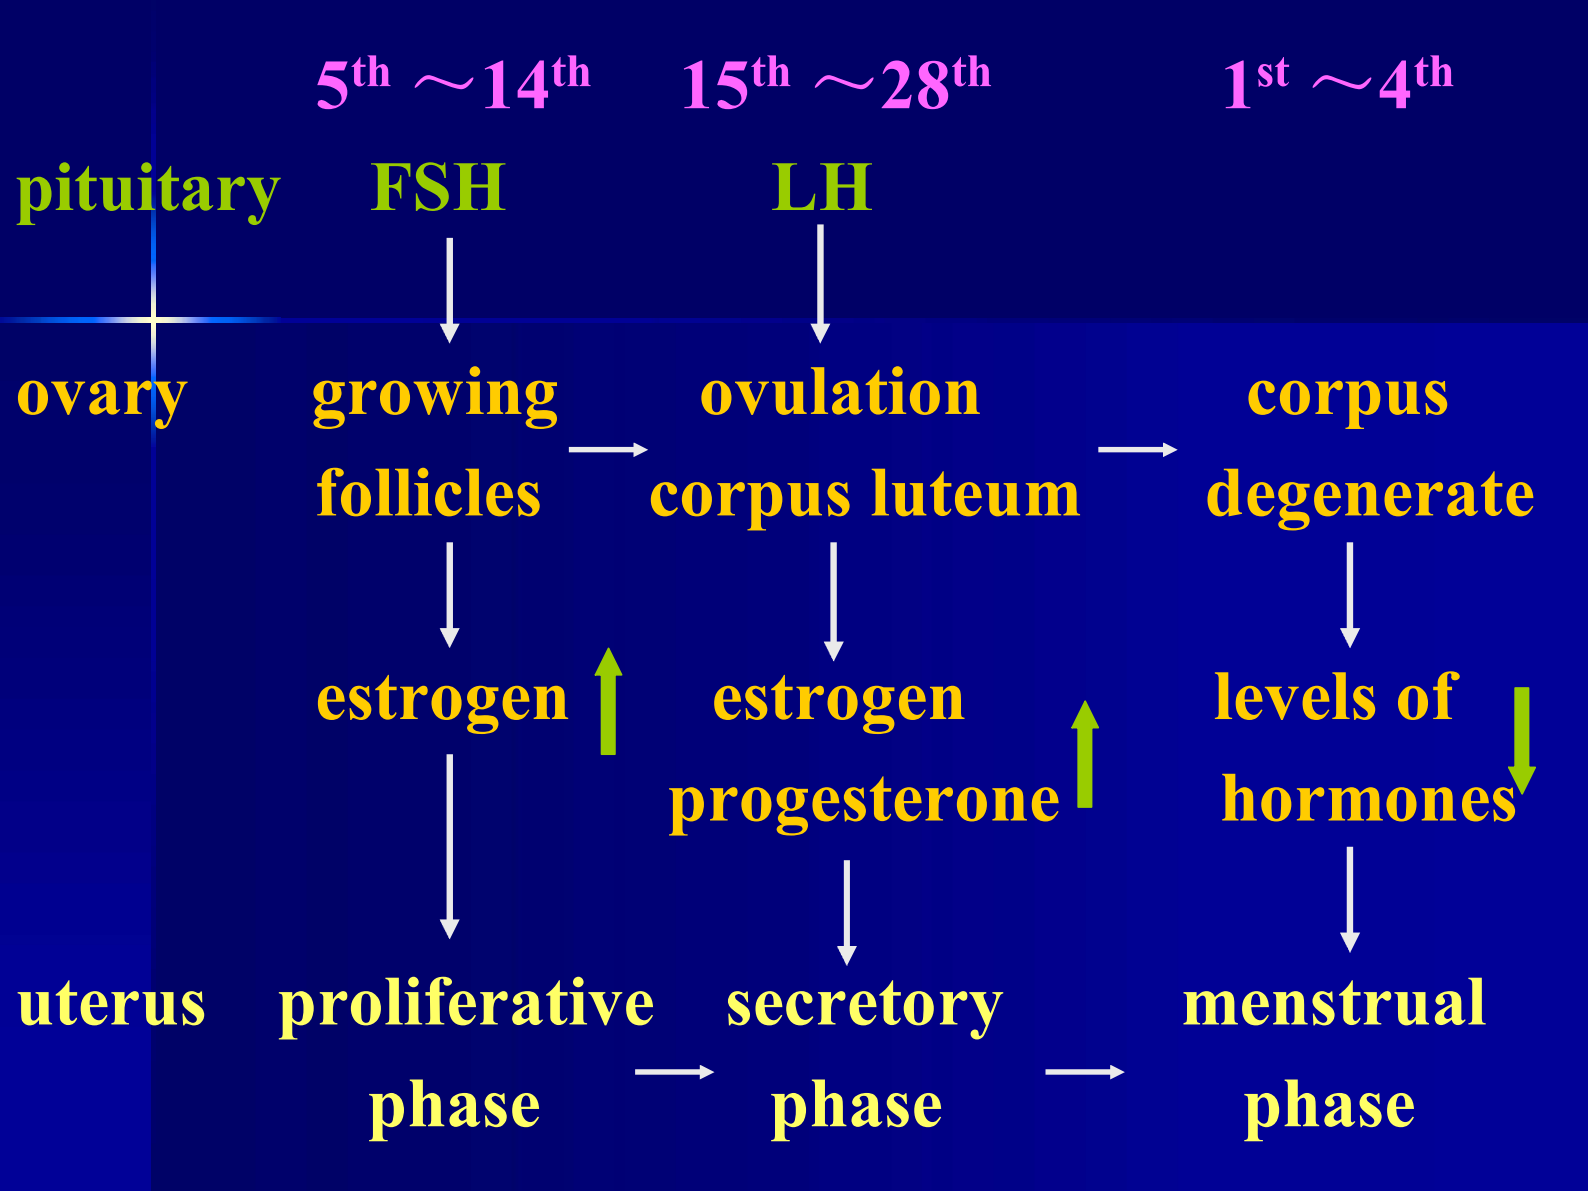 5th ～14th 15th ～28th 1st ～4th
pituitary FSH LH
ovary growing ovulation corpus
follicles corpus luteum degenerate
estrogen estrogen levels of
progesterone hormones
uterus proliferative secretory menstrual
phase phase phase